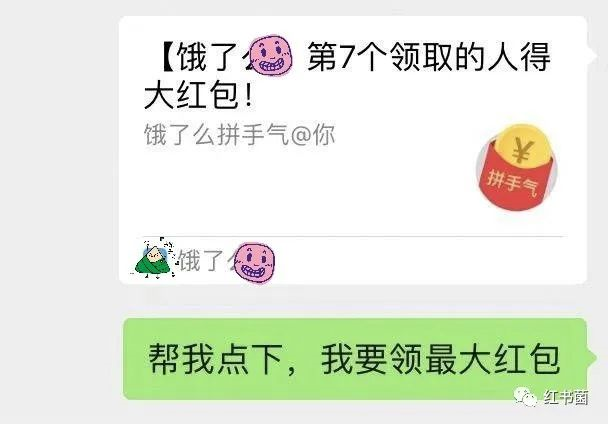 【饿了 第7个领取的人得
大红包！
饿了么拼手气@你
¥
拼手气
饿了
帮我点下，我要领最大红包
红书菌